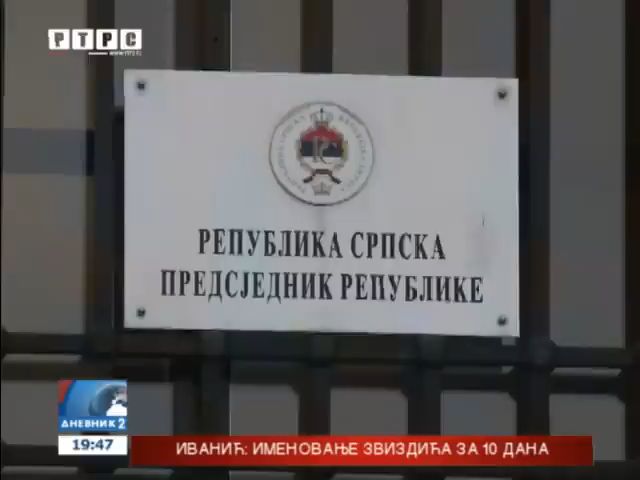 РТРС
РЕПУБЛИКА СРПСКА
ПРЕДСЈЕДНИК РЕПУБЛИКЕ
ДНЕВНИК 2
19:47
ИВАНИЋ: ИМЕНОВАЊЕ ЗВИЗДИЋА ЗА 10 ДАНА